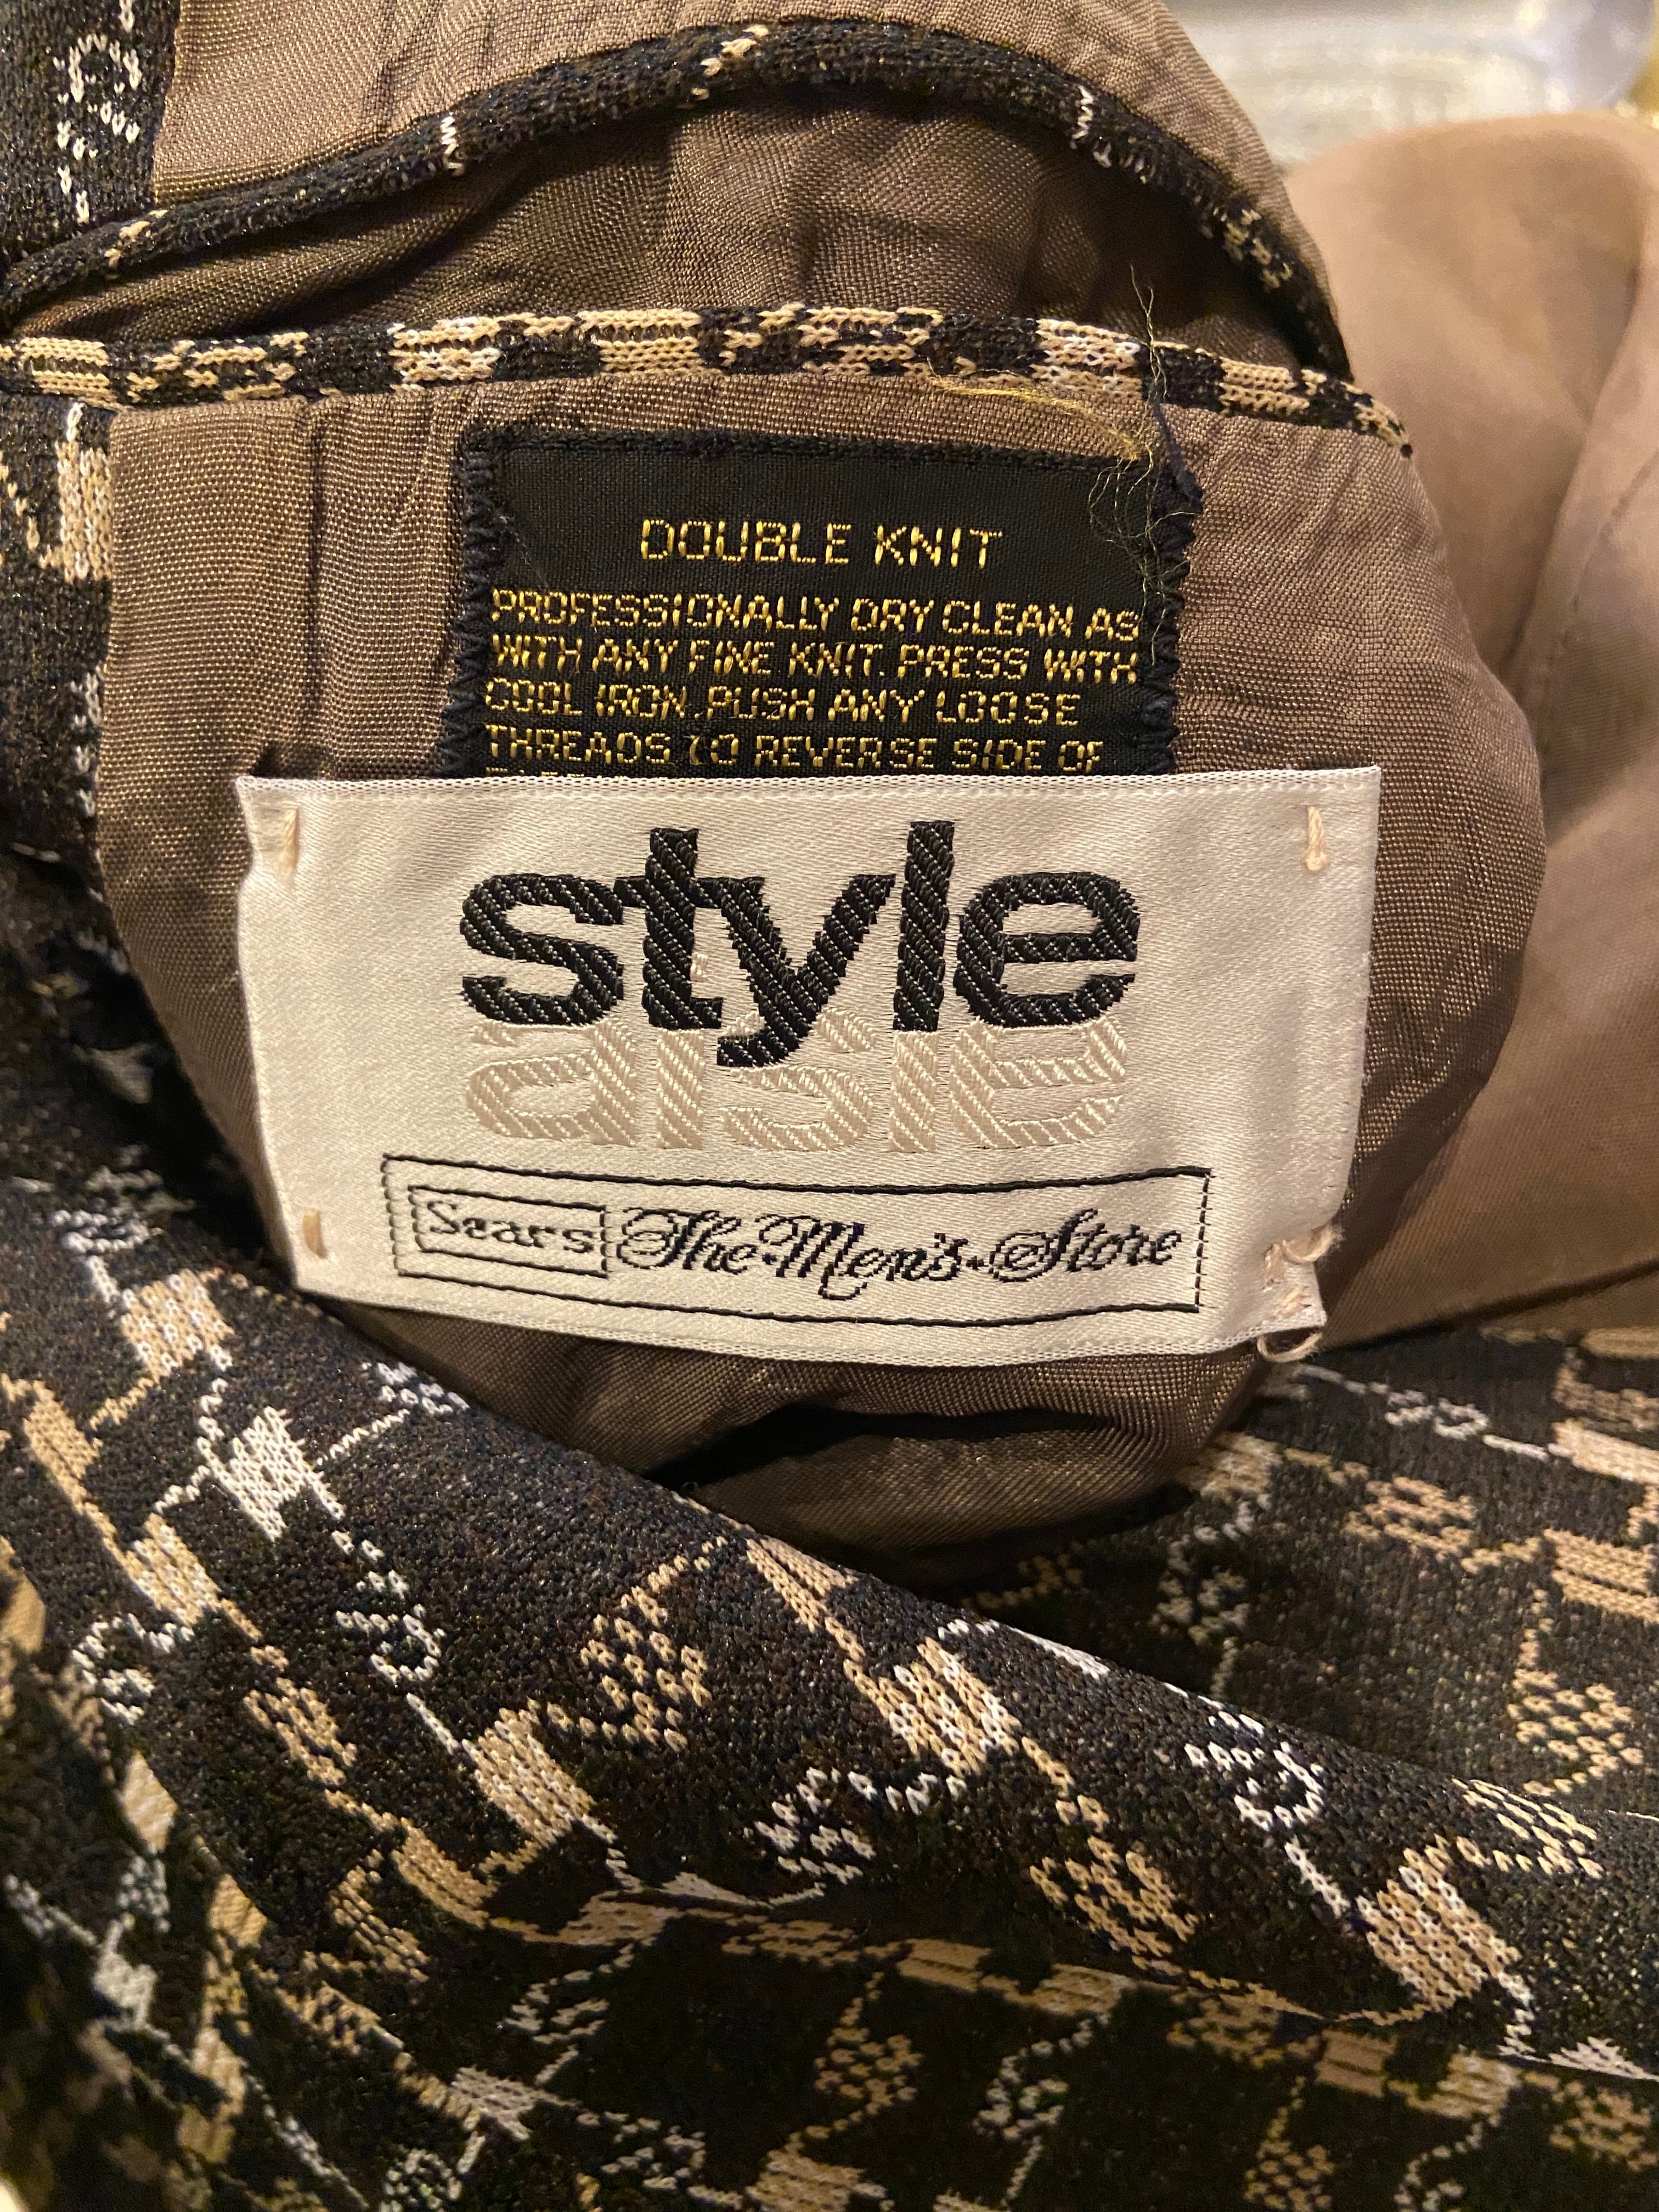 DOUBLE KNIT
PROFESSIONALLY DRY CLEAN AS
WITH ANY FINE KNIT. PRESS WITH
COOL IRON. PUSH ANY LOOSE
THREADS TO REVERSE SIDE OF
style
aisle
Sears The Men's Store